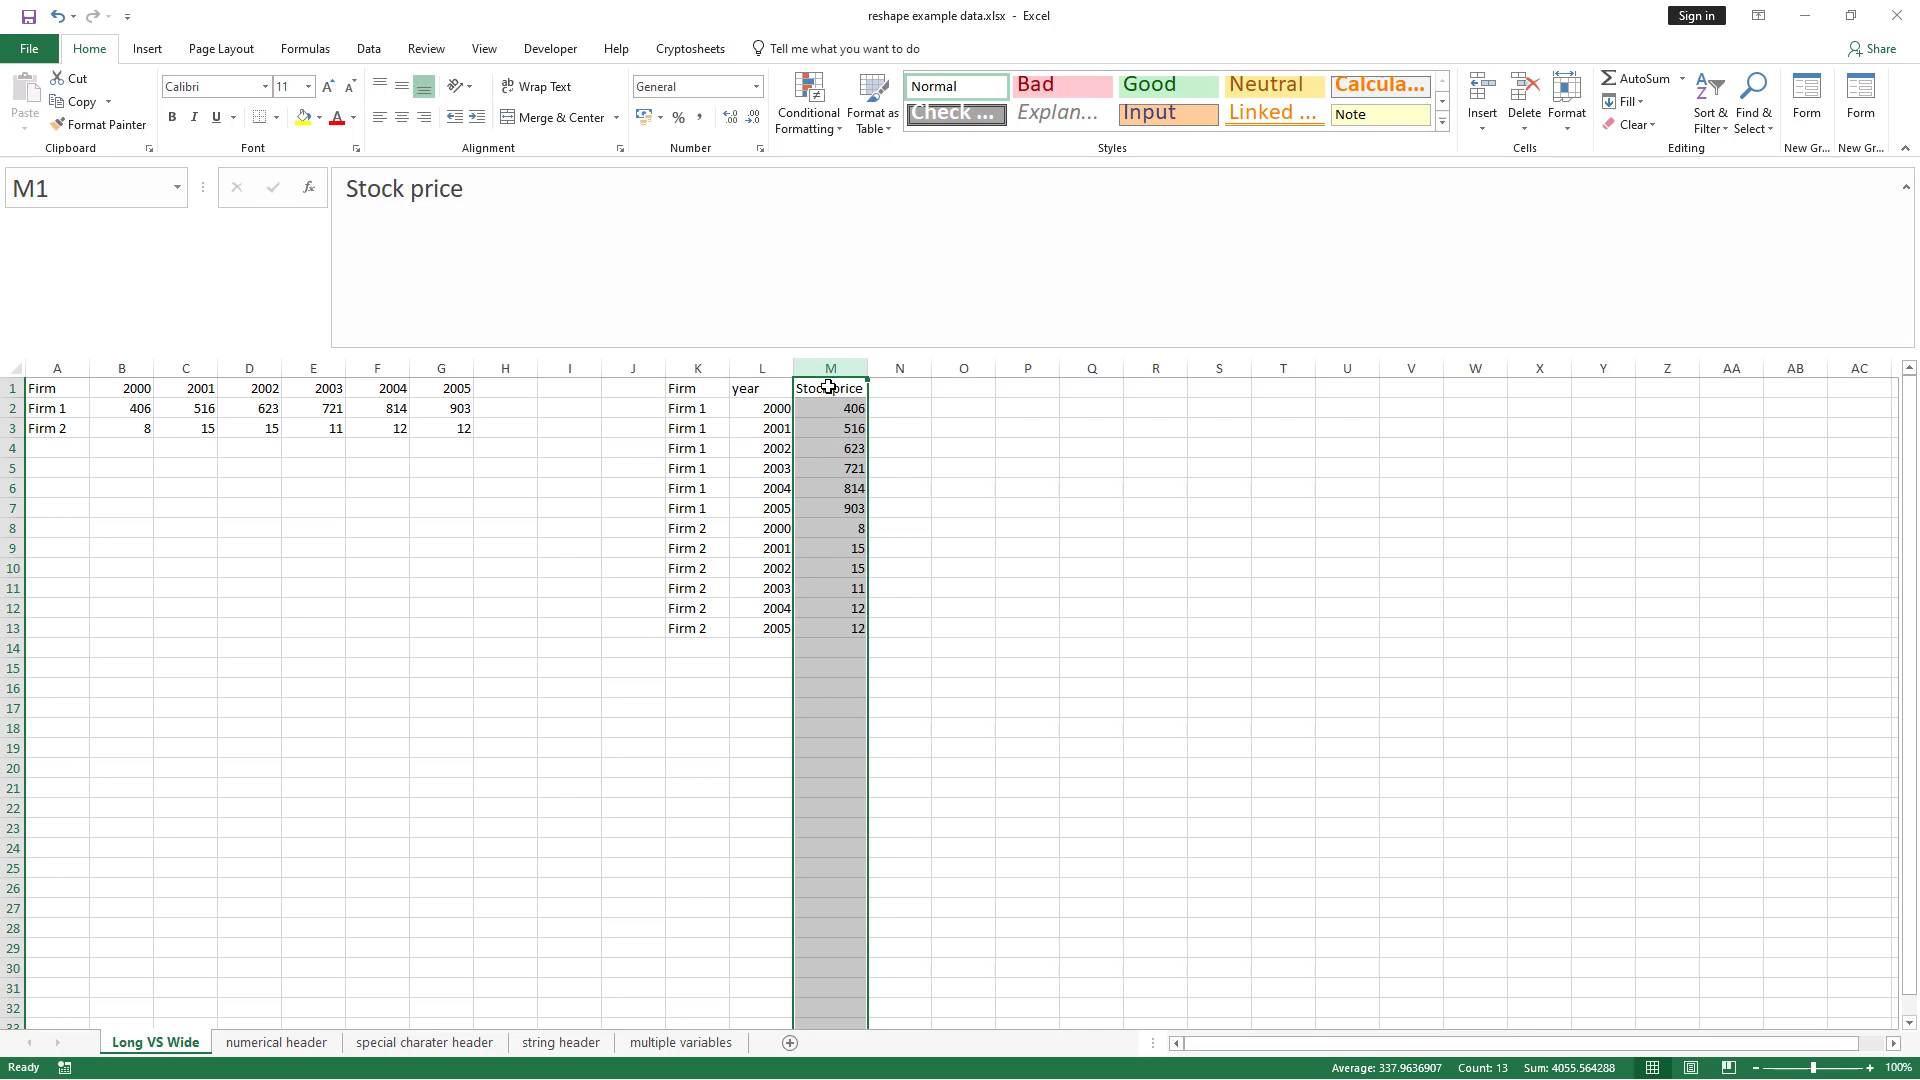 reshape example data.xlsx - Excel
Sign in
File Home Insert Page Layout Formulas Data Review View Developer Help Cryptosheets Tell me what you want to do Share
Paste
Cut
Copy
Format Painter
Clipboard
Calibri 11
B I U
Font
Wrap Text
Merge & Center
Alignment
General
Number
Conditional Formatting
Format as Table
Normal Bad Good Neutral Calcula...
Check ... Explan... Input Linked ... Note
Styles
Insert Delete Format
Cells
AutoSum
Fill
Clear
Sort & Filter
Find & Select
Editing
Form
New Gr...
Form
New Gr...
M1 fx Stock price
A B C D E F G H I J K L M N O P Q R S T U V W X Y Z AA AB AC
1 Firm 2000 2001 2002 2003 2004 2005 Firm year Stock price
2 Firm 1 406 516 623 721 814 903 Firm 1 2000 406
3 Firm 2 8 15 15 11 12 12 Firm 1 2001 516
4 Firm 1 2002 623
5 Firm 1 2003 721
6 Firm 1 2004 814
7 Firm 1 2005 903
8 Firm 2 2000 8
9 Firm 2 2001 15
10 Firm 2 2002 15
11 Firm 2 2003 11
12 Firm 2 2004 12
13 Firm 2 2005 12
14
15
16
17
18
19
20
21
22
23
24
25
26
27
28
29
30
31
32
33
Long VS Wide numerical header special charater header string header multiple variables
Ready Average: 337.9636907 Count: 13 Sum: 4055.564288 100%